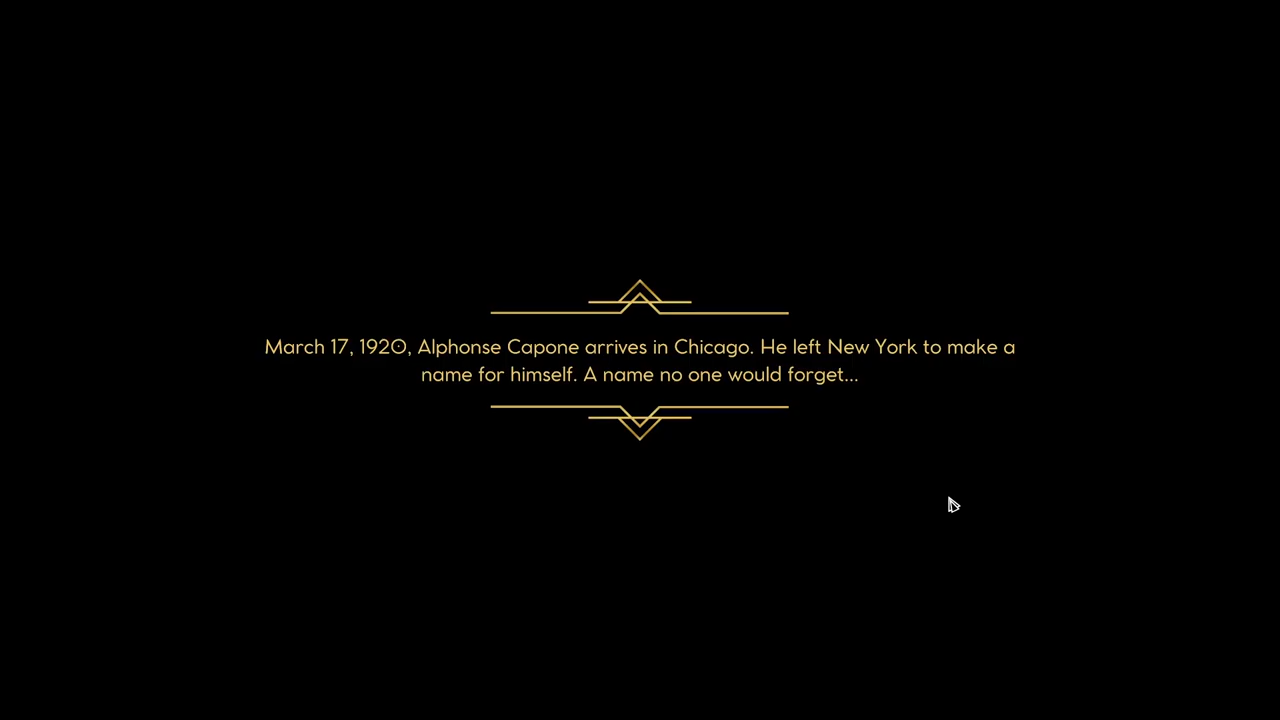 March 17, 1920, Alphonse Capone arrives in Chicago. He left New York to make a
name for himself. A name no one would forget...